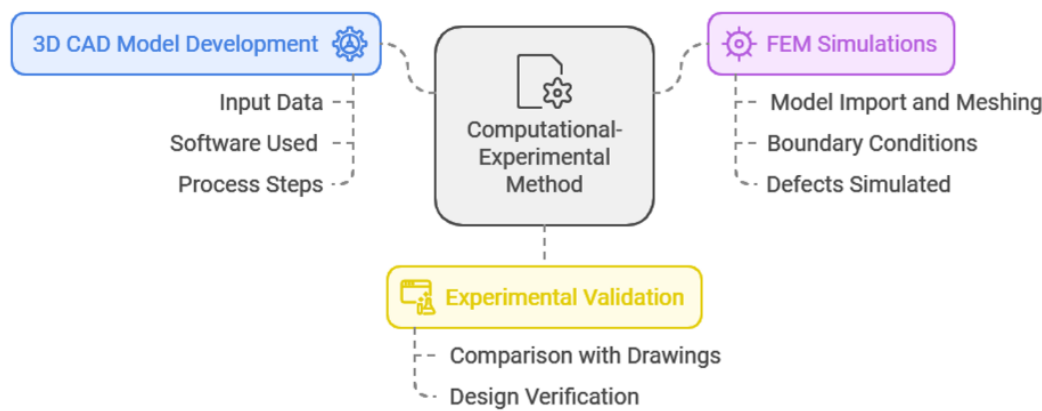 3D CAD Model Development
Input Data
Software Used
Process Steps
Computational-
Experimental
Method
FEM Simulations
Model Import and Meshing
Boundary Conditions
Defects Simulated
Experimental Validation
Comparison with Drawings
Design Verification